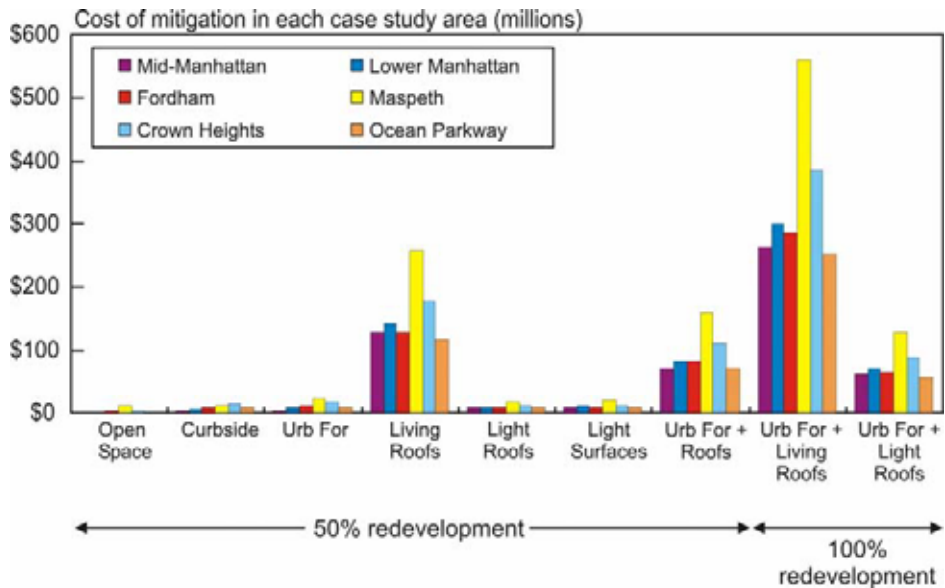 Cost of mitigation in each case study area (millions)
$600
$500
$400
$300
$200
$100
$0
Mid-Manhattan
Lower Manhattan
Fordham
Maspeth
Crown Heights
Ocean Parkway
Open
Space
Curbside
Urb For
Living
Roofs
Light
Roofs
Light
Surfaces
Urb For +
Roofs
Urb For +
Living
Roofs
Urb For +
Light
Roofs
50% redevelopment
100%
redevelopment